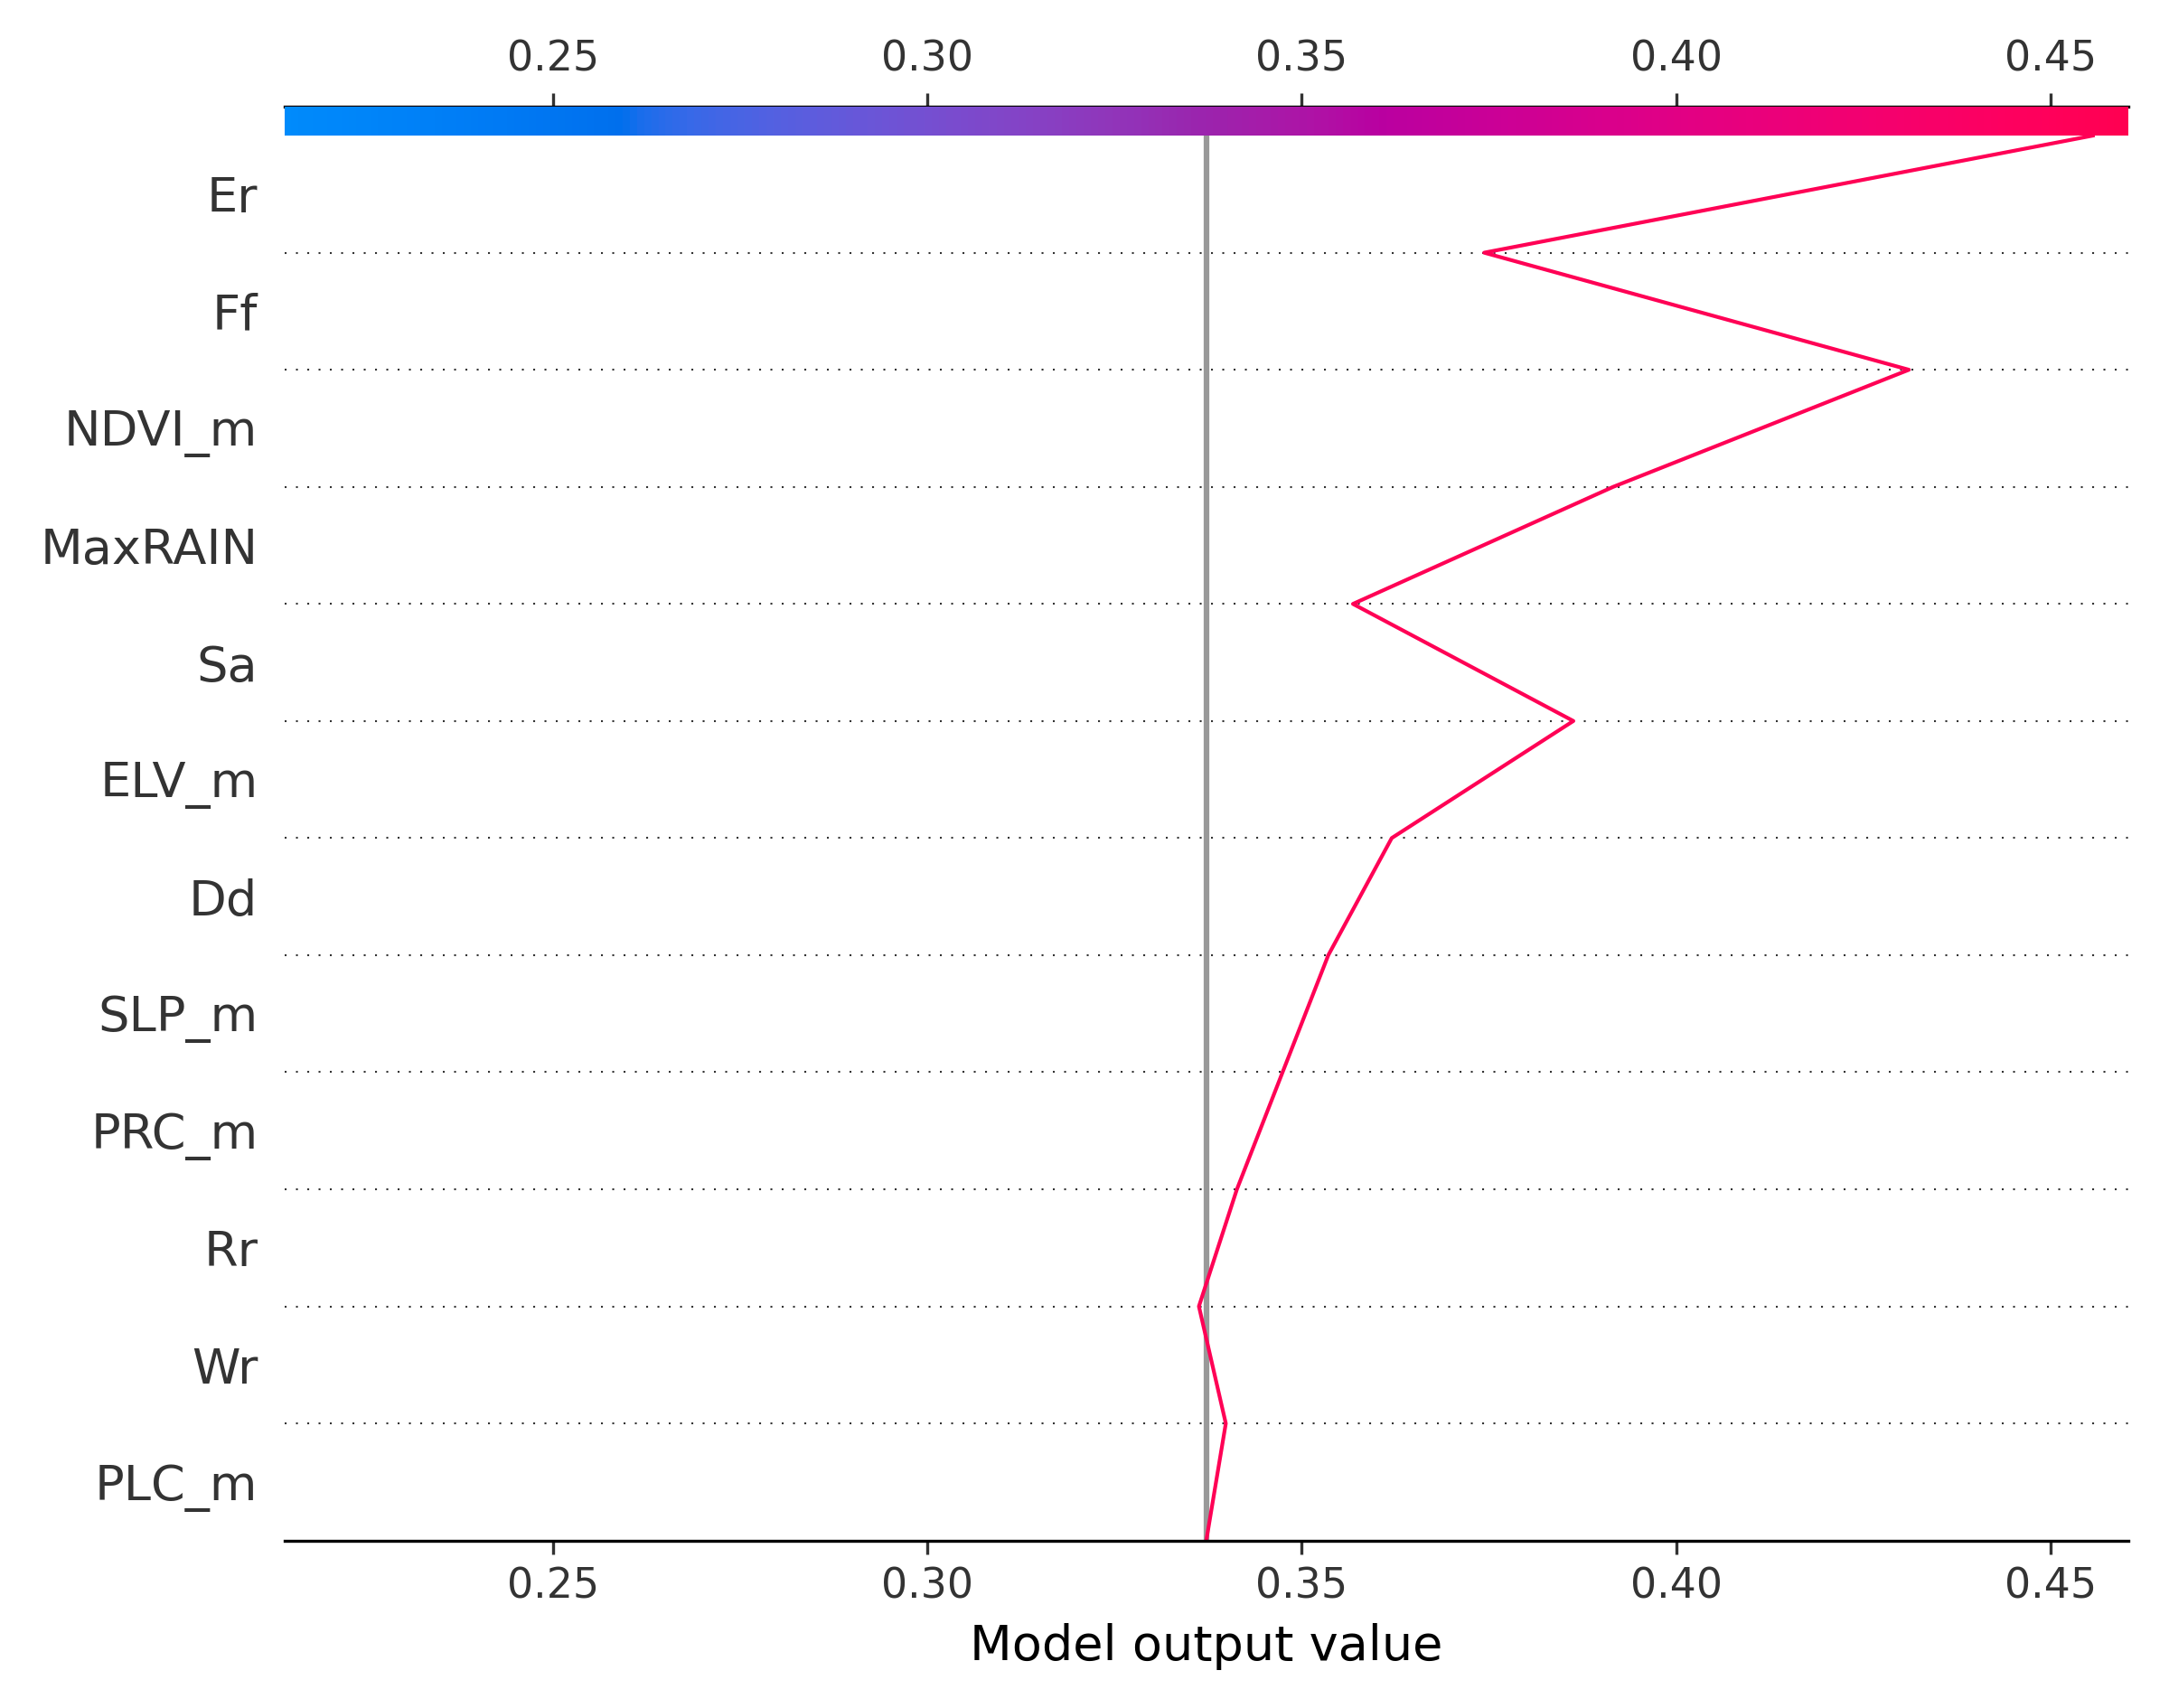 0.25 0.30 0.35 0.40 0.45
Er
Ff
NDVI_m
MaxRAIN
Sa
ELV_m
Dd
SLP_m
PRC_m
Rr
Wr
PLC_m
0.25 0.30 0.35 0.40 0.45
Model output value